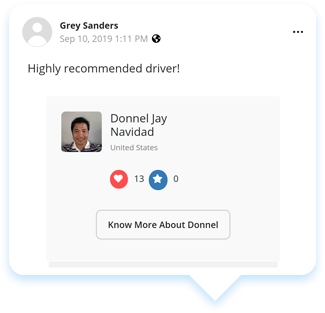 Grey Sanders
Sep 10, 2019 1:11 PM
Highly recommended driver!
Donnel Jay
Navidad
United States
13 0
Know More About Donnel